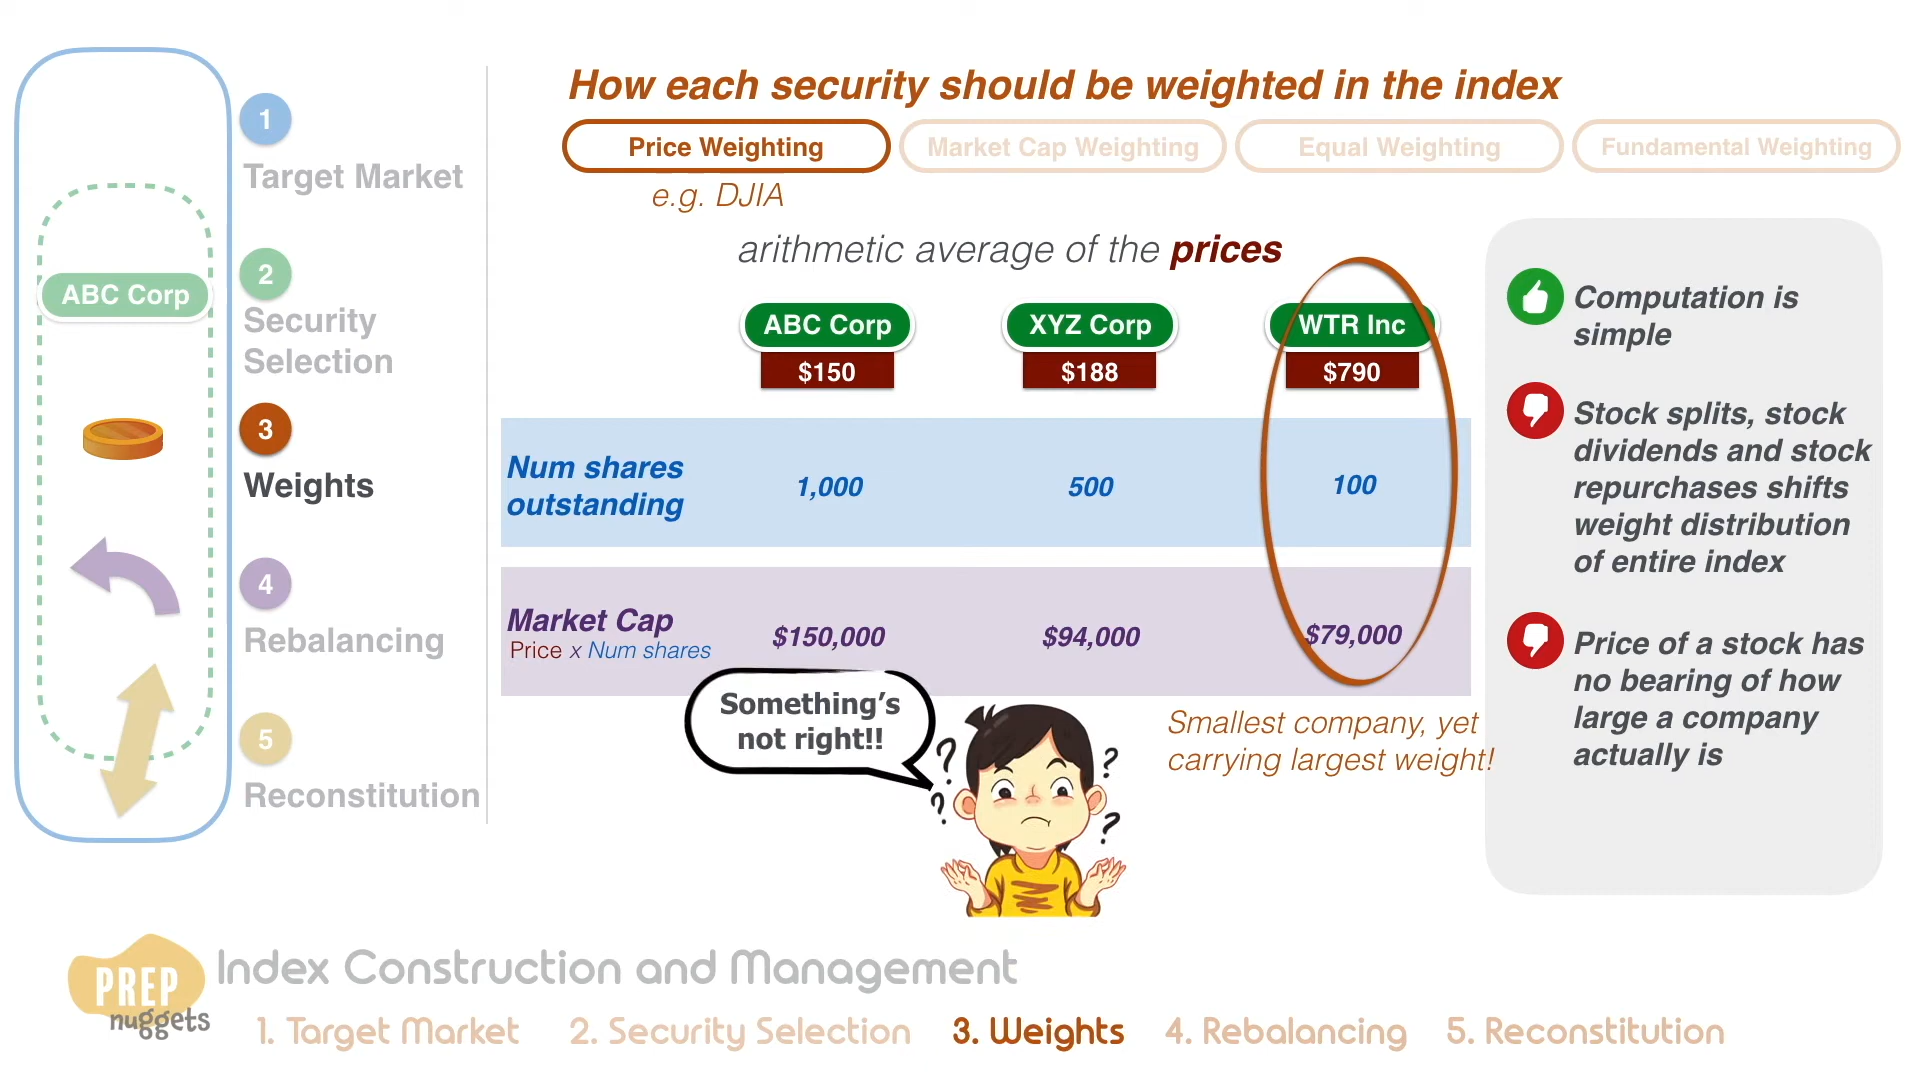 How each security should be weighted in the index
Price Weighting
Market Cap Weighting
Equal Weighting
Fundamental Weighting
e.g. DJIA
1
Target Market
2
Security
Selection
ABC Corp
3
Weights
4
Rebalancing
5
Reconstitution
arithmetic average of the prices
ABC Corp
XYZ Corp
WTR Inc
$150
$188
$790
Num shares
outstanding
1,000
500
100
Market Cap
Price x Num shares
$150,000
$94,000
$79,000
Something's
not right!!
? ?
? ?
Smallest company, yet
carrying largest weight!
Computation is
simple
Stock splits, stock
dividends and stock
repurchases shifts
weight distribution
of entire index
Price of a stock has
no bearing of how
large a company
actually is
PREP
nuggets
Index Construction and Management
1. Target Market
2. Security Selection
3. Weights
4. Rebalancing
5. Reconstitution